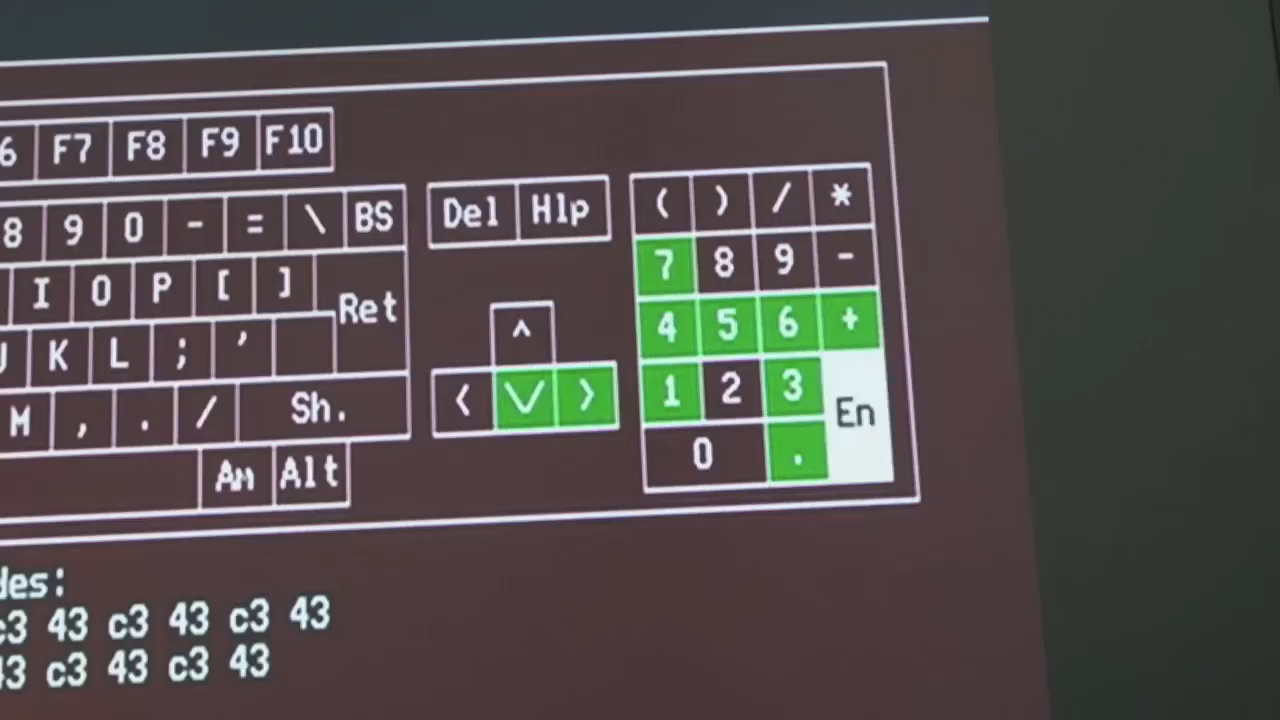 6 F7 F8 F9 F10
8 9 0 - = \ BS Del Hlp ( ) / *
I O P [ ] Ret 7 8 9 -
^ 4 5 6 +
K L ; ' < V > 1 2 3 En
M , . / Sh. 0 .
Am Alt
des:
c3 43 c3 43 c3 43
43 c3 43 c3 43